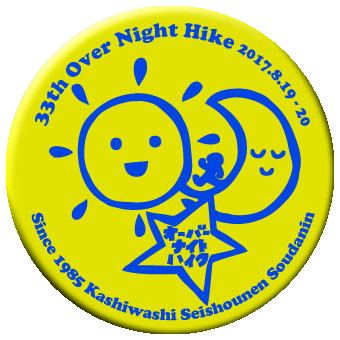 33th Over Night Hike 2017.8.19 - 20
オーバー
ナイト
ハイク
Since 1985 Kashiwashi Seishounen Soudanin